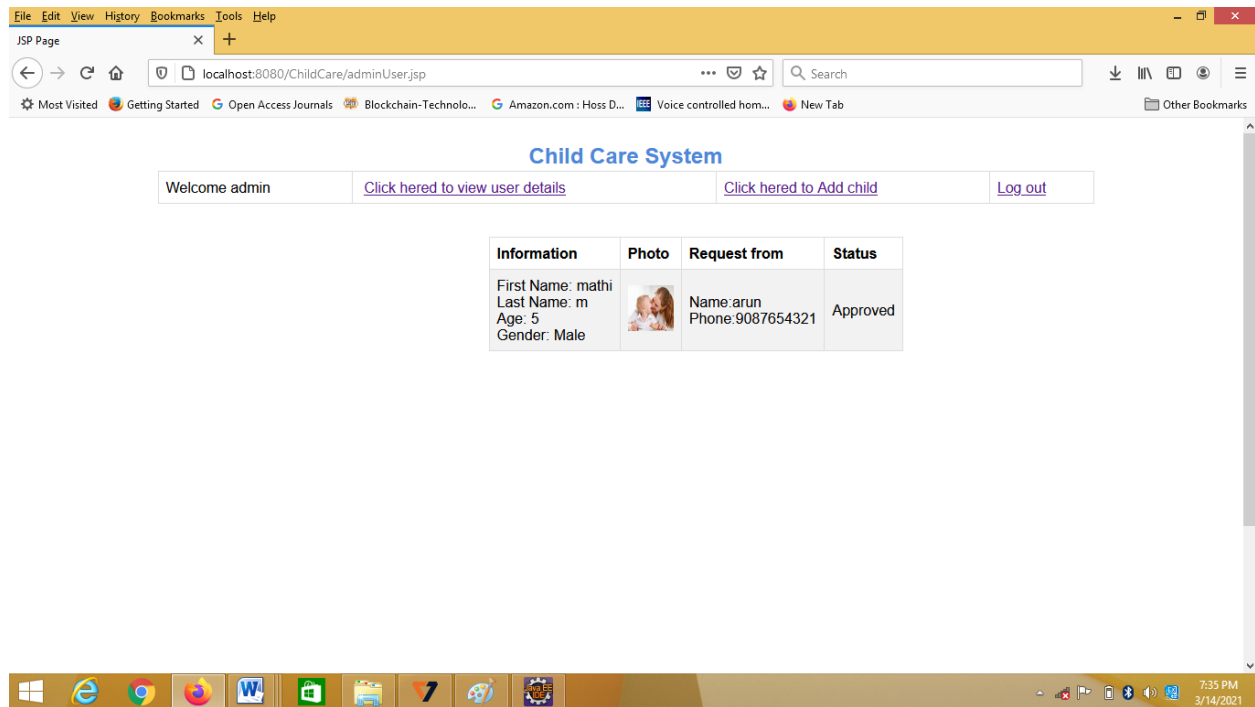 File Edit View History Bookmarks Tools Help
JSP Page
localhost:8080/ChildCare/adminUser.jsp
Search
Most Visited Getting Started Open Access Journals Blockchain-Technolo... Amazon.com : Hoss D... IEEE Voice controlled hom... New Tab Other Bookmarks
Child Care System
Welcome admin Click hered to view user details Click hered to Add child Log out
Information Photo Request from Status
First Name: mathi
Last Name: m
Age: 5
Gender: Male
Name:arun
Phone:9087654321
Approved
Java EE
IDE
7:35 PM
3/14/2021